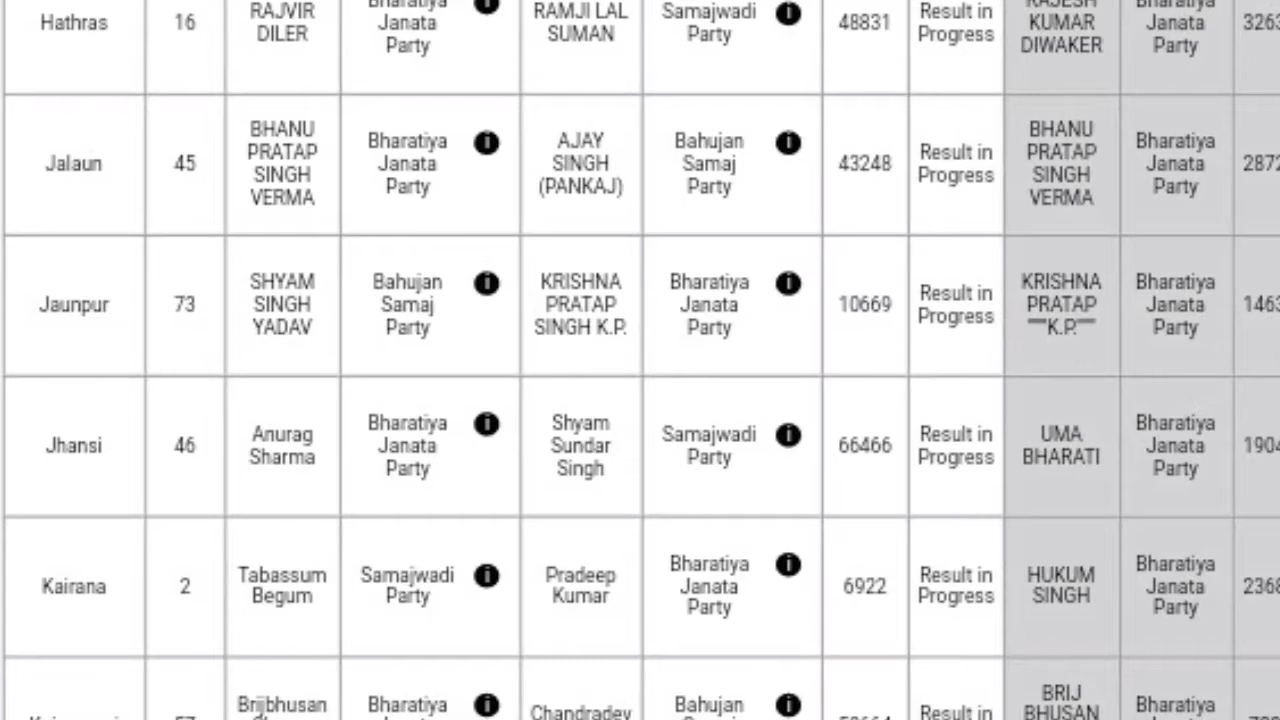 Hathras 16 RAJVIR DILER Bharatiya Janata Party i RAMJI LAL SUMAN Samajwadi Party i 48831 Result in Progress RAJESH KUMAR DIWAKER Bharatiya Janata Party
Jalaun 45 BHANU PRATAP SINGH VERMA Bharatiya Janata Party i AJAY SINGH (PANKAJ) Bahujan Samaj Party i 43248 Result in Progress BHANU PRATAP SINGH VERMA Bharatiya Janata Party 2872
Jaunpur 73 SHYAM SINGH YADAV Bahujan Samaj Party i KRISHNA PRATAP SINGH K.P. Bharatiya Janata Party i 10669 Result in Progress KRISHNA PRATAP "K.P." Bharatiya Janata Party 1463
Jhansi 46 Anurag Sharma Bharatiya Janata Party i Shyam Sundar Singh Samajwadi Party i 66466 Result in Progress UMA BHARATI Bharatiya Janata Party 1904
Kairana 2 Tabassum Begum Samajwadi Party i Pradeep Kumar Bharatiya Janata Party i 6922 Result in Progress HUKUM SINGH Bharatiya Janata Party 2368
Brijbhusan Bharatiya i Chandradev Bahujan i Result in BRIJ BHUSAN Bharatiya